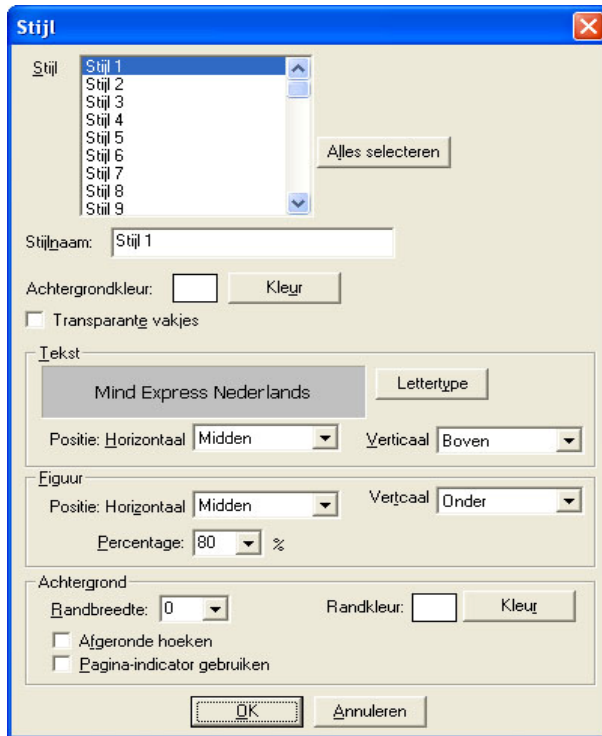 Stijl
Stijl
Stijl 1
Stijl 2
Stijl 3
Stijl 4
Stijl 5
Stijl 6
Stijl 7
Stijl 8
Stijl 9
Alles selecteren
Stijlnaam: Stijl 1
Achtergrondkleur: Kleur
Transparante vakjes
Tekst
Mind Express Nederlands Lettertype
Positie: Horizontaal Midden Verticaal Boven
Figuur
Positie: Horizontaal Midden Vertcaal Onder
Percentage: 80 %
Achtergrond
Randbreedte: 0 Randkleur: Kleur
Afgeronde hoeken
Pagina-indicator gebruiken
OK Annuleren